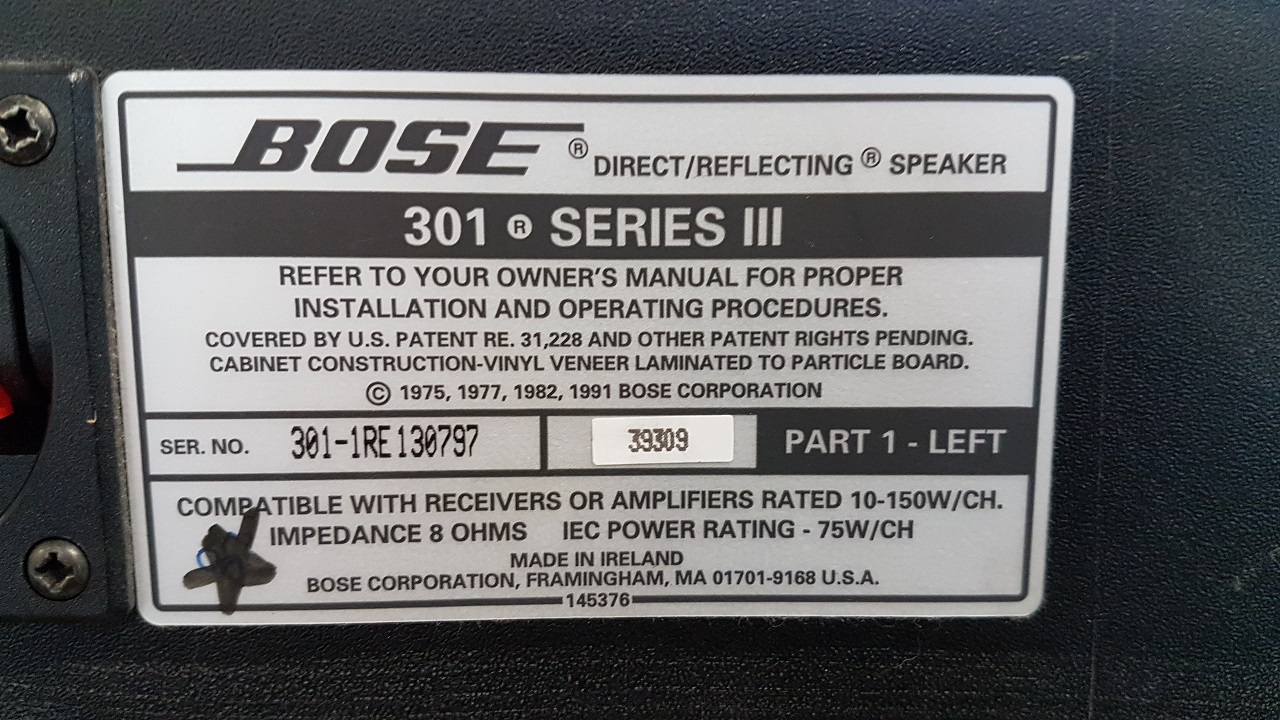 BOSE ® DIRECT/REFLECTING ® SPEAKER
301 ® SERIES III
REFER TO YOUR OWNER'S MANUAL FOR PROPER
INSTALLATION AND OPERATING PROCEDURES.
COVERED BY U.S. PATENT RE. 31,228 AND OTHER PATENT RIGHTS PENDING.
CABINET CONSTRUCTION-VINYL VENEER LAMINATED TO PARTICLE BOARD.
© 1975, 1977, 1982, 1991 BOSE CORPORATION
SER. NO. 301-1RE130797 39309 PART 1 - LEFT
COMPATIBLE WITH RECEIVERS OR AMPLIFIERS RATED 10-150W/CH.
IMPEDANCE 8 OHMS IEC POWER RATING - 75W/CH
MADE IN IRELAND
BOSE CORPORATION, FRAMINGHAM, MA 01701-9168 U.S.A.
145376